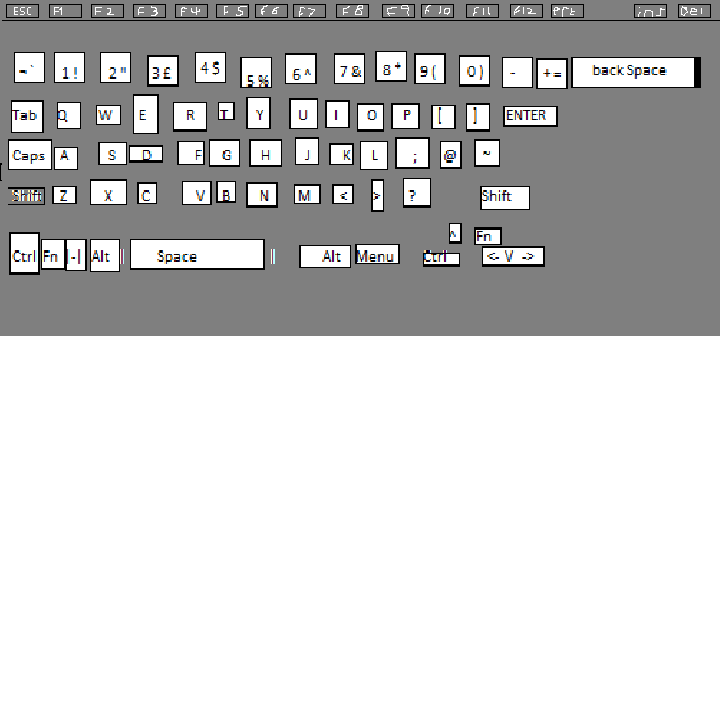 ESC F1 F2 F3 F4 F5 F6 F7 F8 F9 F10 F11 F12 Prt ins Del
¬` 1! 2" 3£ 4$ 5% 6^ 7& 8* 9( 0) - += backSpace
Tab Q W E R T Y U I O P [ ] ENTER
Caps A S D F G H J K L ; @ ~
Shift Z X C V B N M < > ? Shift
^ Fn
Ctrl Fn |-| Alt || Space || Alt Menu Ctrl <- V ->